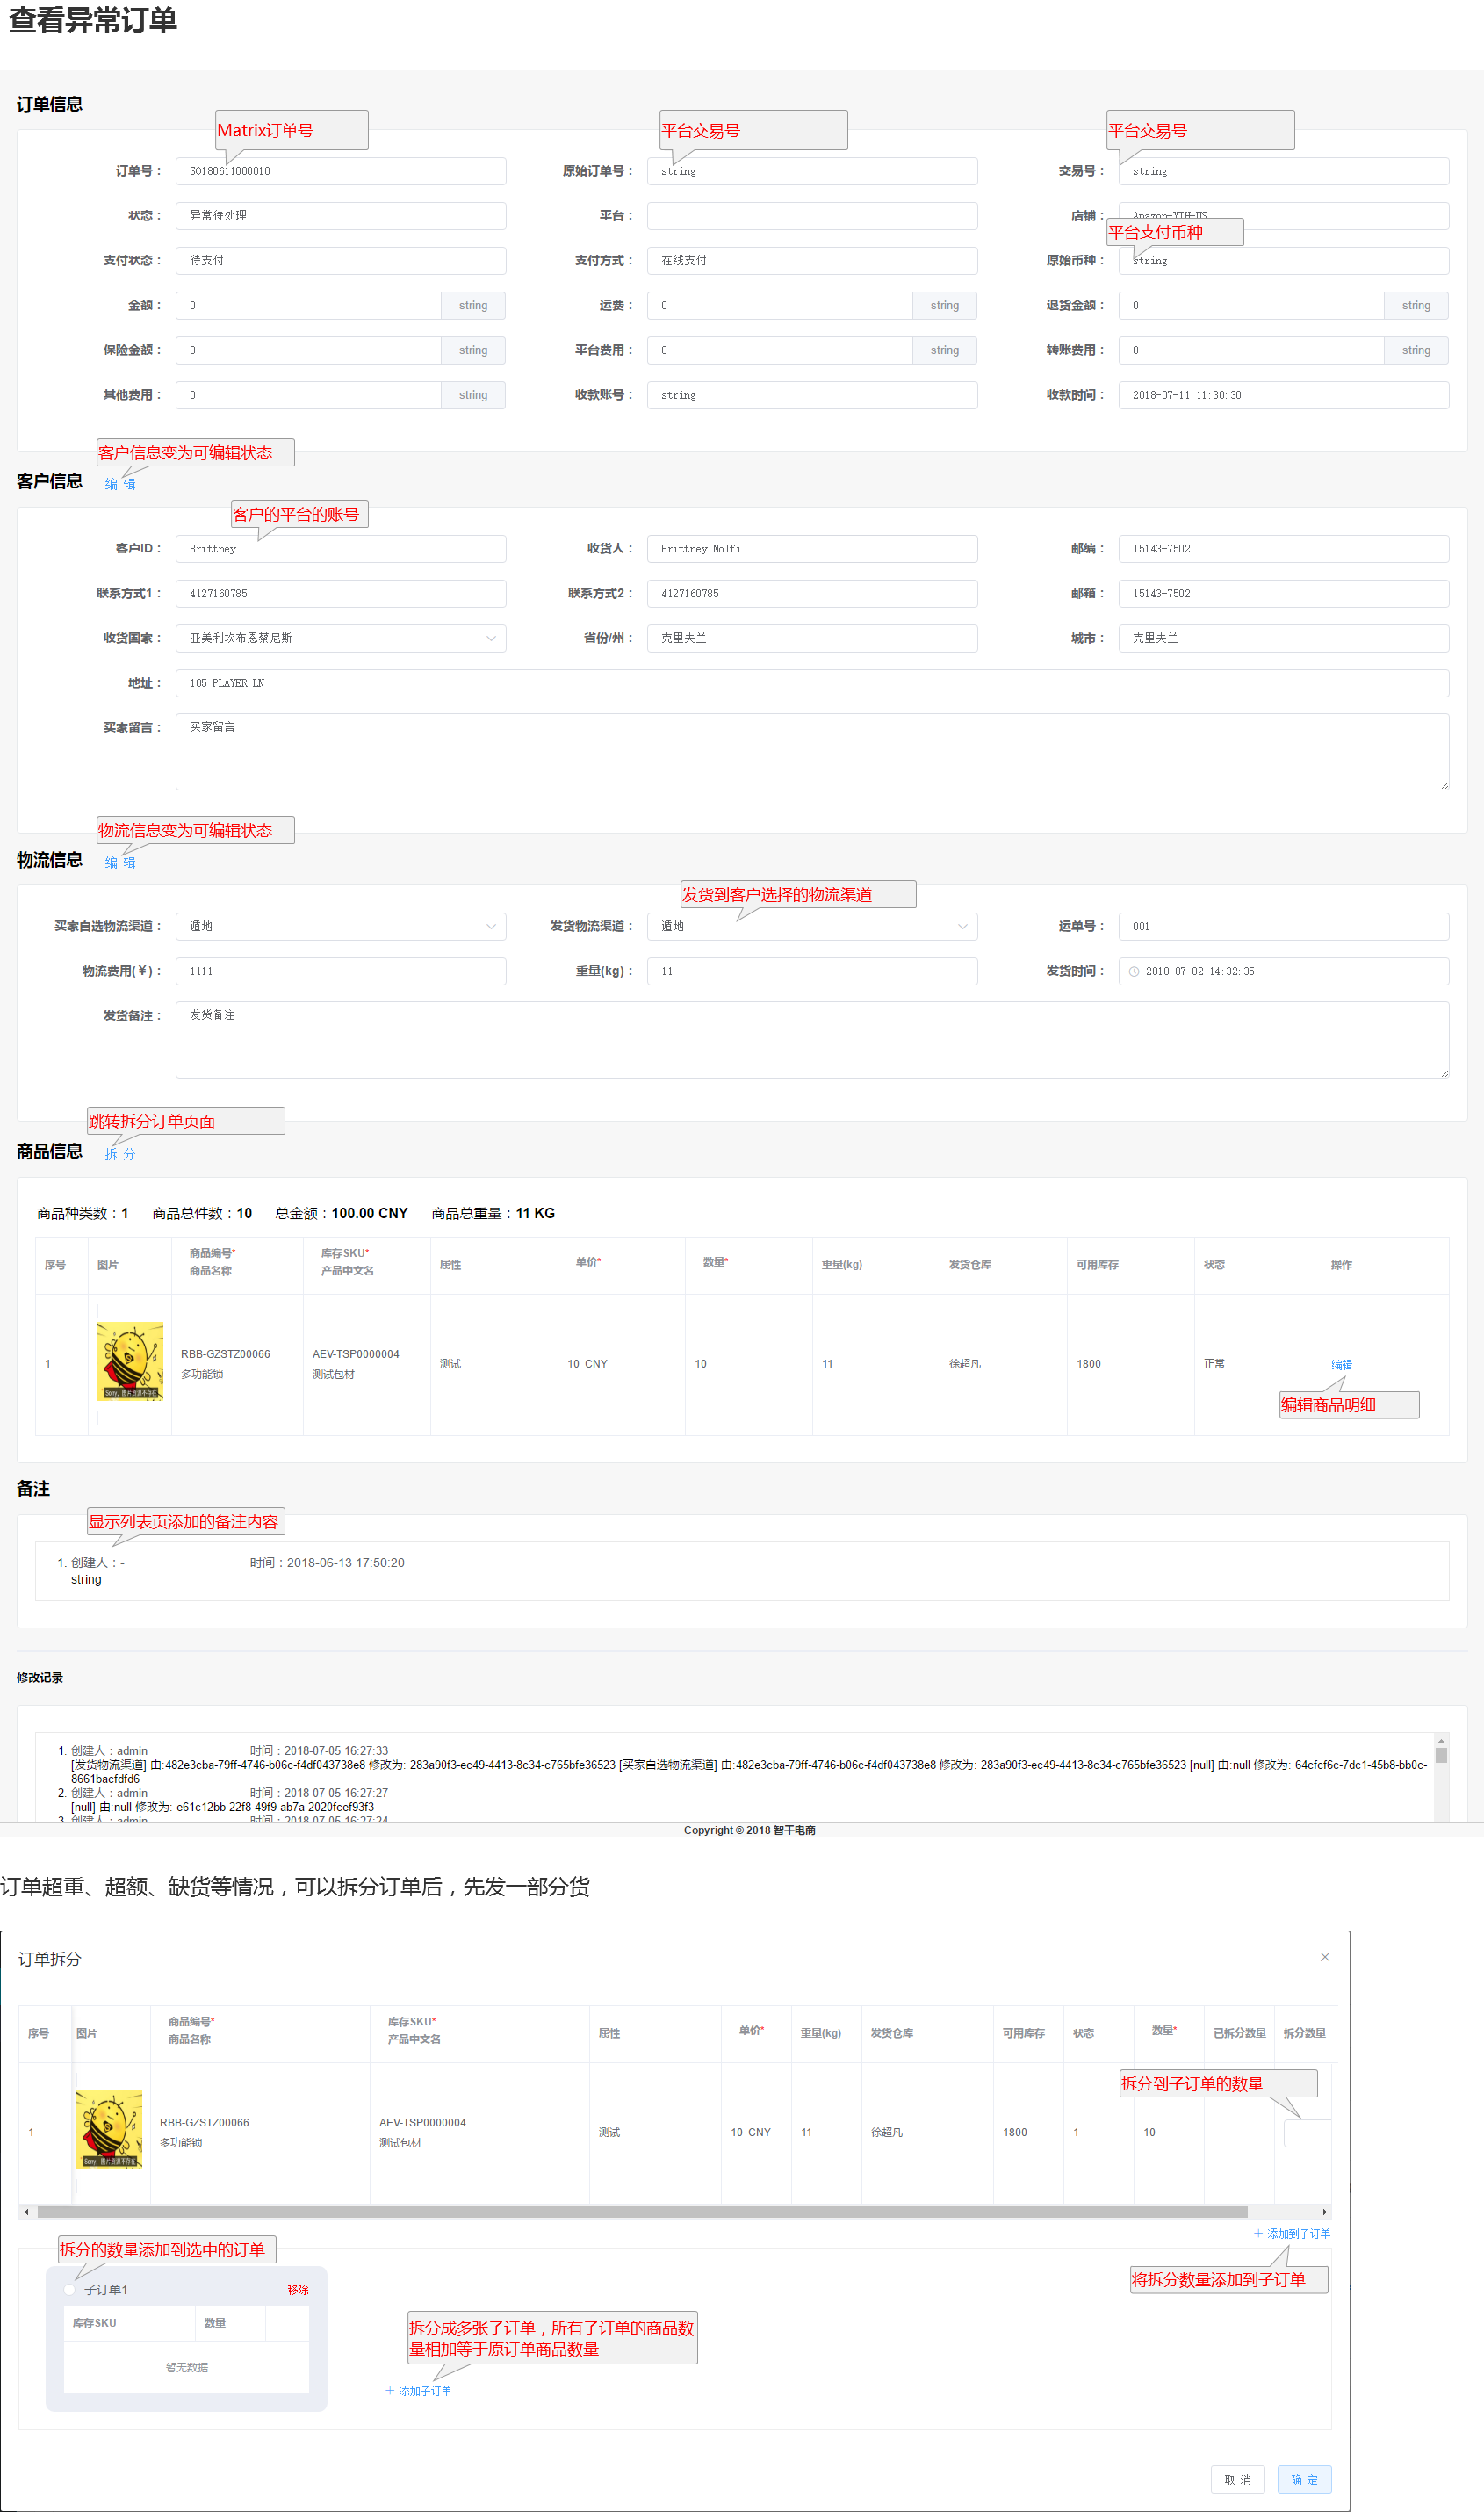 查看异常订单
订单信息
Matrix订单号
平台交易号
平台交易号
订单号： SO180611000010 原始订单号： string 交易号： string
状态： 异常待处理 平台： 店铺： Amazon-YTH-US
平台支付币种
支付状态： 待支付 支付方式： 在线支付 原始币种： string
金额： 0 string 运费： 0 string 退货金额： 0 string
保险金额： 0 string 平台费用： 0 string 转账费用： 0 string
其他费用： 0 string 收款账号： string 收款时间： 2018-07-11 11:30:30
客户信息变为可编辑状态
客户信息 编 辑
客户的平台的账号
客户ID： Brittney 收货人： Brittney Nolfi 邮编： 15143-7502
联系方式1： 4127160785 联系方式2： 4127160785 邮箱： 15143-7502
收货国家： 亚美利坎布恩蔡尼斯 省份/州： 克里夫兰 城市： 克里夫兰
地址： 105 PLAYER LN
买家留言： 买家留言
物流信息变为可编辑状态
物流信息 编 辑
发货到客户选择的物流渠道
买家自选物流渠道： 遁地 发货物流渠道： 遁地 运单号： 001
物流费用(￥)： 1111 重量(kg)： 11 发货时间： 2018-07-02 14:32:35
发货备注： 发货备注
跳转拆分订单页面
商品信息 拆 分
商品种类数：1 商品总件数：10 总金额：100.00 CNY 商品总重量：11 KG
序号 图片 商品编号* 商品名称 库存SKU* 产品中文名 属性 单价* 数量* 重量(kg) 发货仓库 可用库存 状态 操作
1 RBB-GZSTZ00066 多功能锁 AEV-TSP0000004 测试包材 测试 10 CNY 10 11 徐超凡 1800 正常 编辑
Sorry，图片资源不存在
编辑商品明细
备注
显示列表页添加的备注内容
1. 创建人：- 时间：2018-06-13 17:50:20
string
修改记录
1. 创建人：admin 时间：2018-07-05 16:27:33
[发货物流渠道] 由:482e3cba-79ff-4746-b06c-f4df043738e8 修改为: 283a90f3-ec49-4413-8c34-c765bfe36523 [买家自选物流渠道] 由:482e3cba-79ff-4746-b06c-f4df043738e8 修改为: 283a90f3-ec49-4413-8c34-c765bfe36523 [null] 由:null 修改为: 64cfcf6c-7dc1-45b8-bb0c-
8661bacfdfd6
2. 创建人：admin 时间：2018-07-05 16:27:27
[null] 由:null 修改为: e61c12bb-22f8-49f9-ab7a-2020fcef93f3
3. 创建人：admin 时间：2018-07-05 16:27:24
Copyright © 2018 智干电商
订单超重、超额、缺货等情况，可以拆分订单后，先发一部分货
订单拆分
序号 图片 商品编号* 商品名称 库存SKU* 产品中文名 属性 单价* 重量(kg) 发货仓库 可用库存 状态 数量* 已拆分数量 拆分数量
拆分到子订单的数量
1 RBB-GZSTZ00066 多功能锁 AEV-TSP0000004 测试包材 测试 10 CNY 11 徐超凡 1800 1 10
Sorry，图片资源不存在
＋ 添加到子订单
拆分的数量添加到选中的订单
将拆分数量添加到子订单
子订单1 移除
库存SKU 数量
暂无数据
拆分成多张子订单，所有子订单的商品数
量相加等于原订单商品数量
＋ 添加子订单
取 消 确 定